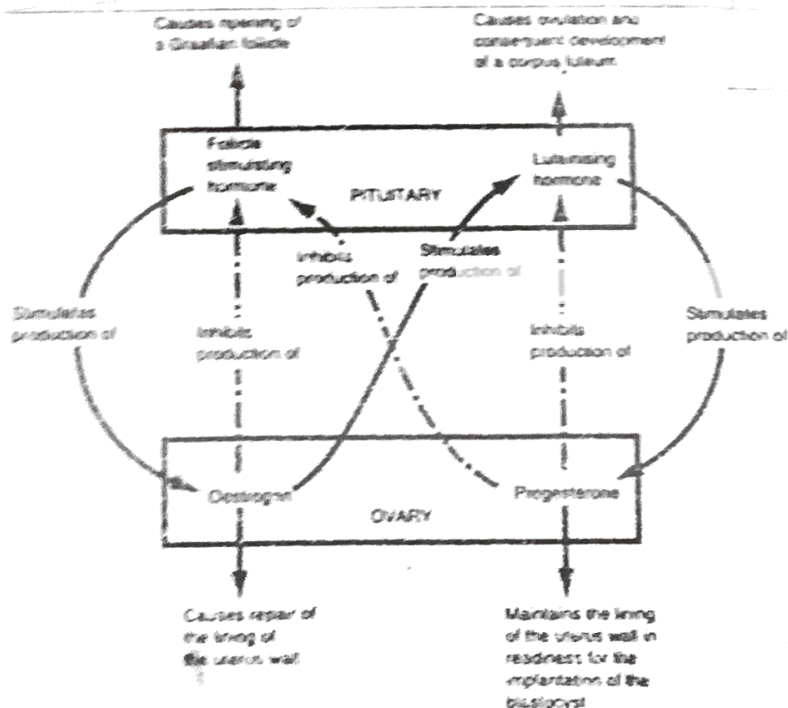 Causes ripening of
a Graafian follicle
Causes ovulation and
consequent development
of a corpus luteum
Follicle
stimulating
hormone
PITUITARY
Luteinising
hormone
Inhibits
production of
Stimulates
production of
Stimulates
production of
Inhibits
production of
Inhibits
production of
Stimulates
production of
Oestrogen
OVARY
Progesterone
Causes repair of
the lining of
the uterus wall
Maintains the lining
of the uterus wall in
readiness for the
implantation of the
blastocyst